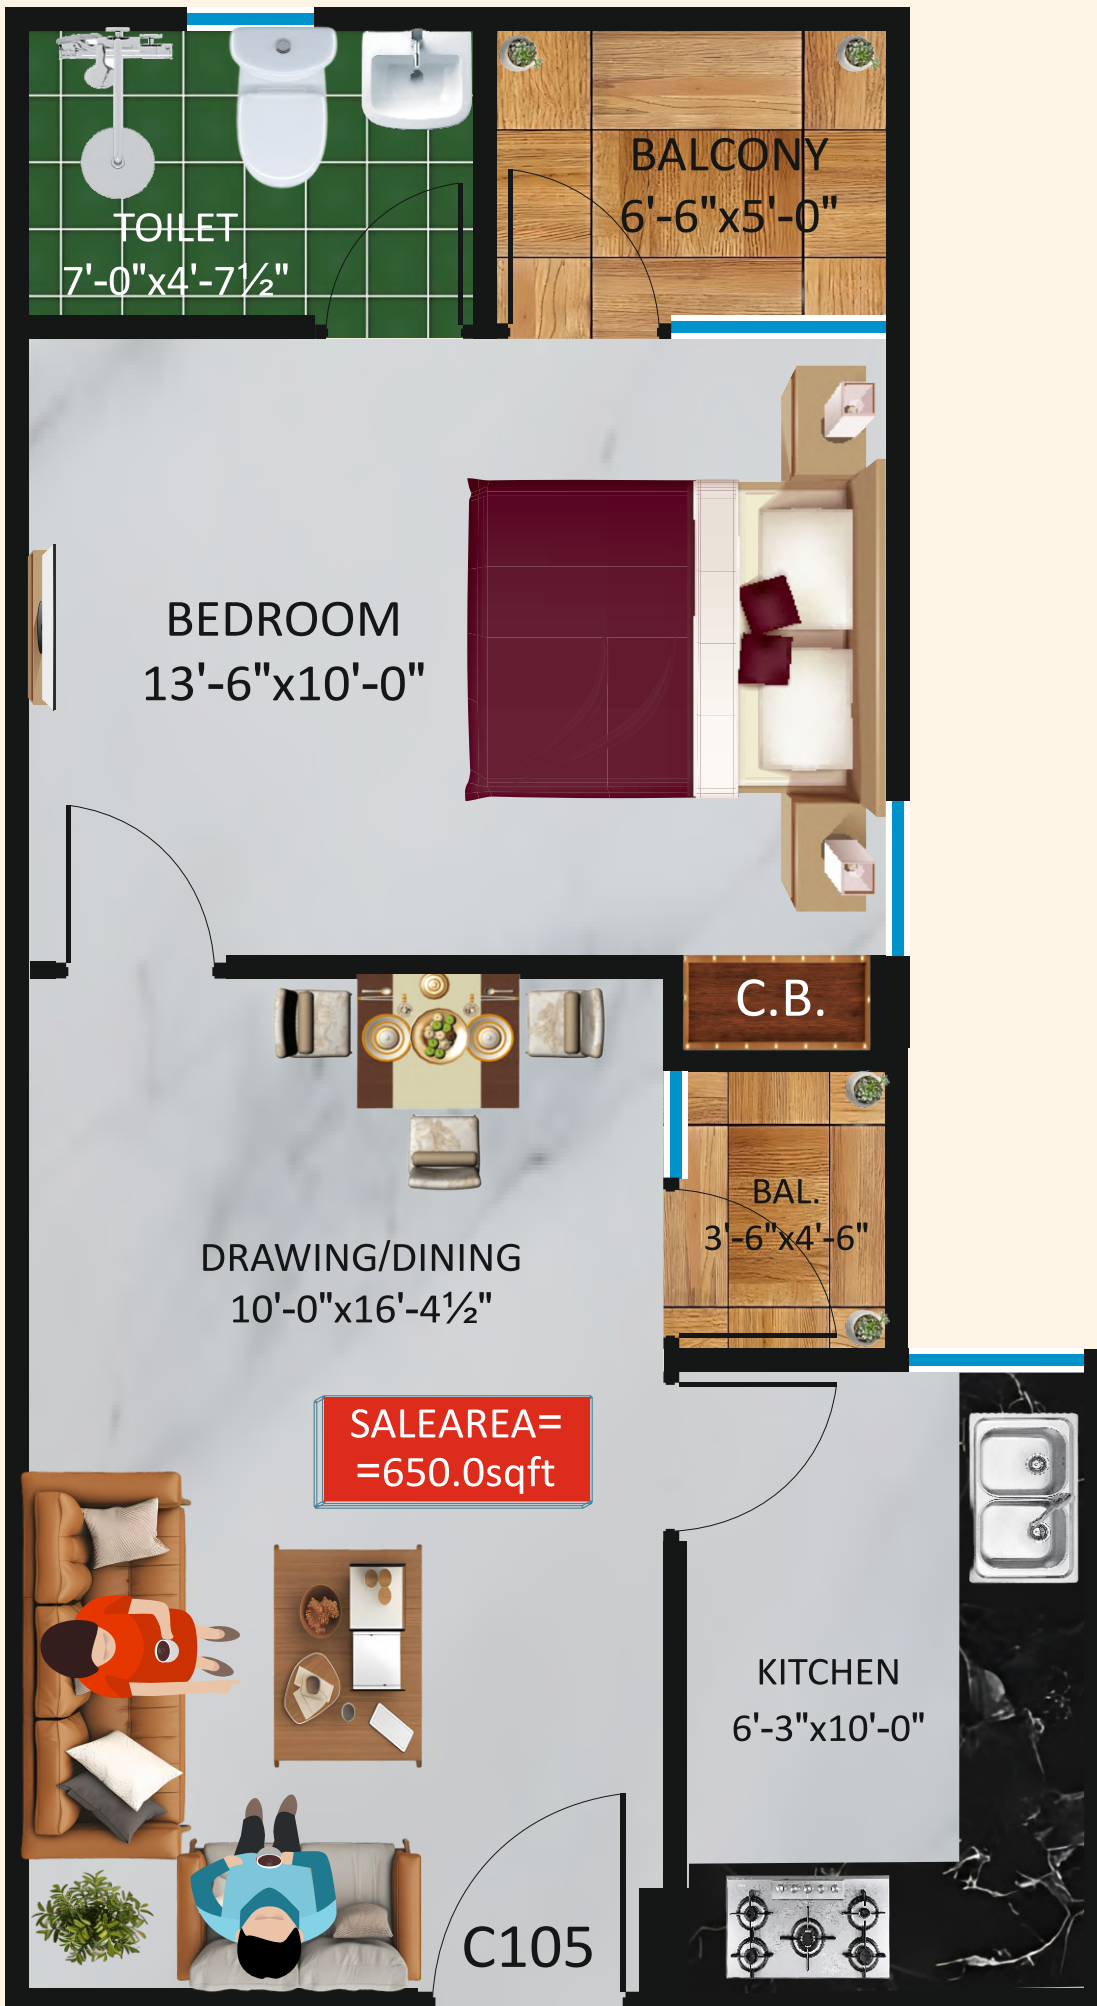 TOILET
7'-0"x4'-7½"
BALCONY
6'-6"x5'-0"
BEDROOM
13'-6"x10'-0"
C.B.
BAL.
3'-6"x4'-6"
DRAWING/DINING
10'-0"x16'-4½"
SALEAREA=
=650.0sqft
KITCHEN
6'-3"x10'-0"
C105